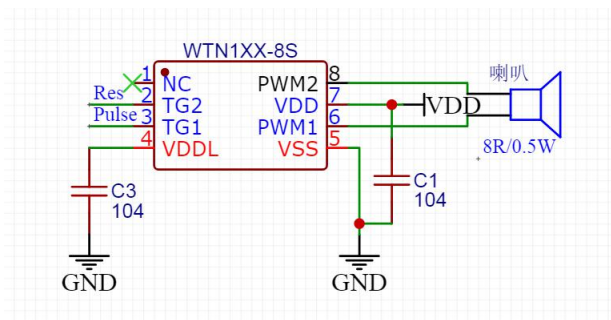 WTN1XX-8S
1 NC PWM2 8 喇叭
Res 2 TG2 VDD 7 VDD
Pulse 3 TG1 PWM1 6
4 VDDL VSS 5 8R/0.5W
C3 C1
104 104
GND GND